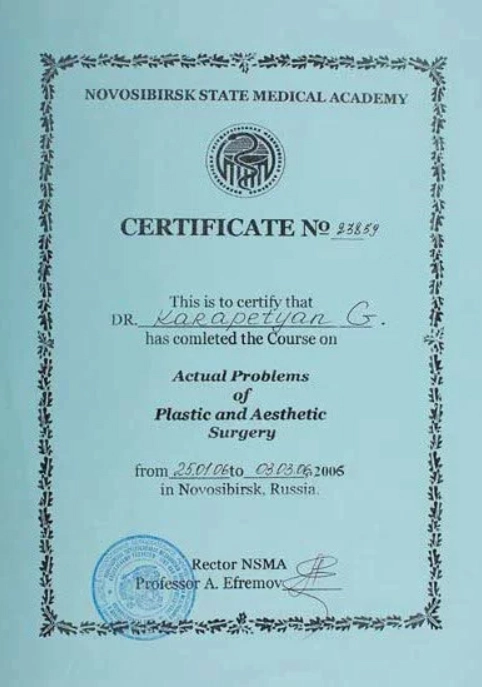 NOVOSIBIRSK STATE MEDICAL ACADEMY
CERTIFICATE № 23859
This is to certify that
DR. Karapetyan G.
has comleted the Course on
Actual Problems
of
Plastic and Aesthetic
Surgery
from 25.01.06 to 03.03.06 2006
in Novosibirsk, Russia.
Rector NSMA
Professor A. Efremov